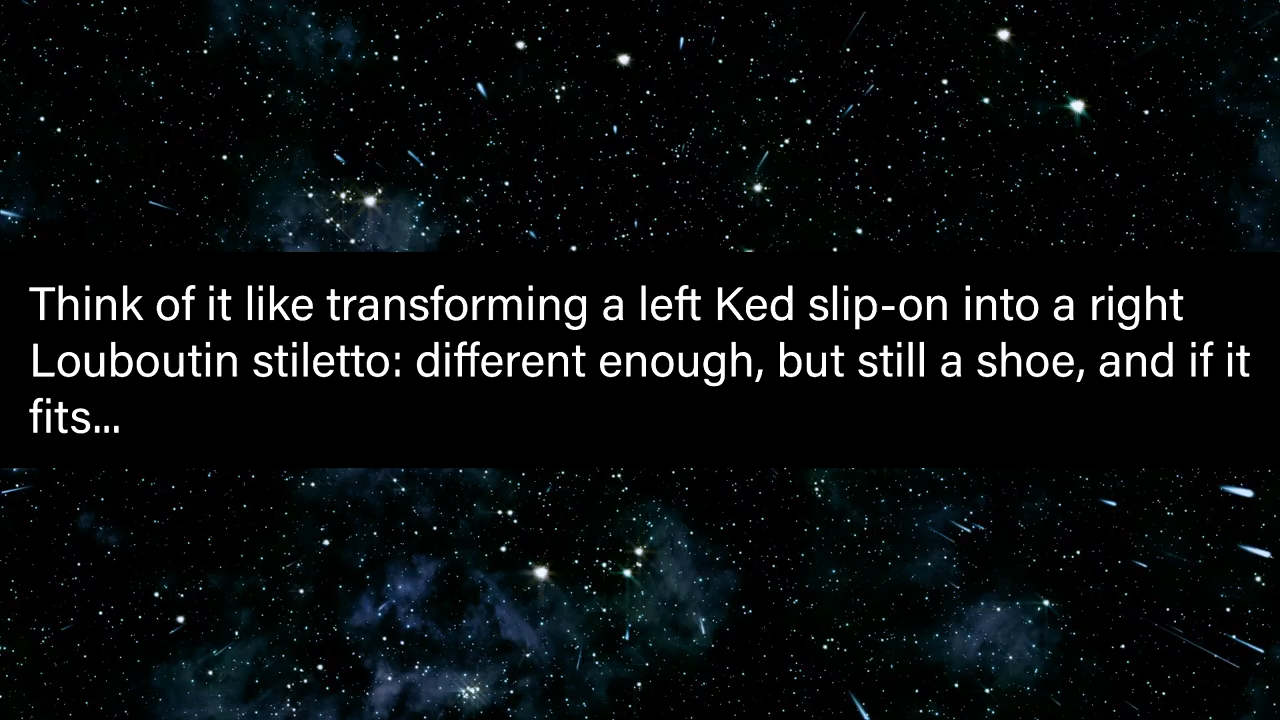 Think of it like transforming a left Ked slip-on into a right
Louboutin stiletto: different enough, but still a shoe, and if it
fits...